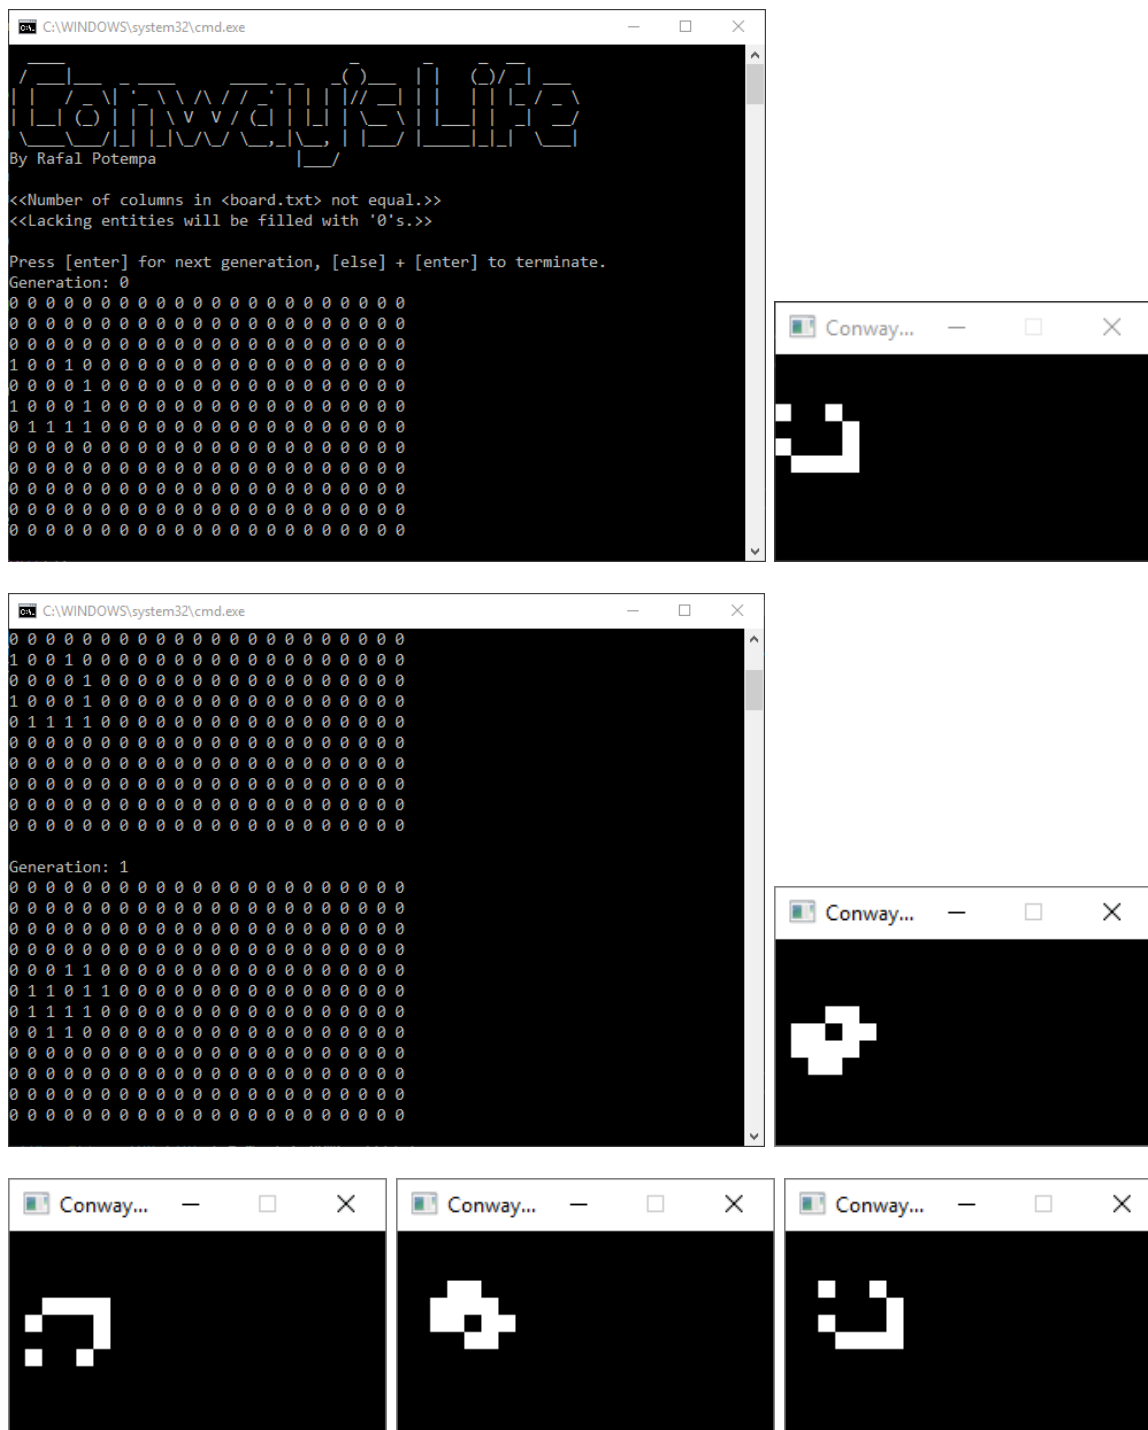 C:\WINDOWS\system32\cmd.exe
Conway's Life
By Rafal Potempa
<<Number of columns in <board.txt> not equal.>>
<<Lacking entities will be filled with '0's.>>
Press [enter] for next generation, [else] + [enter] to terminate.
Generation: 0
0 0 0 0 0 0 0 0 0 0 0 0 0 0 0 0 0 0 0 0 0 0
0 0 0 0 0 0 0 0 0 0 0 0 0 0 0 0 0 0 0 0 0 0
0 0 0 0 0 0 0 0 0 0 0 0 0 0 0 0 0 0 0 0 0 0
1 0 0 1 0 0 0 0 0 0 0 0 0 0 0 0 0 0 0 0 0 0
0 0 0 0 1 0 0 0 0 0 0 0 0 0 0 0 0 0 0 0 0 0
1 0 0 0 1 0 0 0 0 0 0 0 0 0 0 0 0 0 0 0 0 0
0 1 1 1 1 0 0 0 0 0 0 0 0 0 0 0 0 0 0 0 0 0
0 0 0 0 0 0 0 0 0 0 0 0 0 0 0 0 0 0 0 0 0 0
0 0 0 0 0 0 0 0 0 0 0 0 0 0 0 0 0 0 0 0 0 0
0 0 0 0 0 0 0 0 0 0 0 0 0 0 0 0 0 0 0 0 0 0
0 0 0 0 0 0 0 0 0 0 0 0 0 0 0 0 0 0 0 0 0 0
0 0 0 0 0 0 0 0 0 0 0 0 0 0 0 0 0 0 0 0 0 0
Conway...
C:\WINDOWS\system32\cmd.exe
0 0 0 0 0 0 0 0 0 0 0 0 0 0 0 0 0 0 0 0 0 0
1 0 0 1 0 0 0 0 0 0 0 0 0 0 0 0 0 0 0 0 0 0
0 0 0 0 1 0 0 0 0 0 0 0 0 0 0 0 0 0 0 0 0 0
1 0 0 0 1 0 0 0 0 0 0 0 0 0 0 0 0 0 0 0 0 0
0 1 1 1 1 0 0 0 0 0 0 0 0 0 0 0 0 0 0 0 0 0
0 0 0 0 0 0 0 0 0 0 0 0 0 0 0 0 0 0 0 0 0 0
0 0 0 0 0 0 0 0 0 0 0 0 0 0 0 0 0 0 0 0 0 0
0 0 0 0 0 0 0 0 0 0 0 0 0 0 0 0 0 0 0 0 0 0
0 0 0 0 0 0 0 0 0 0 0 0 0 0 0 0 0 0 0 0 0 0
0 0 0 0 0 0 0 0 0 0 0 0 0 0 0 0 0 0 0 0 0 0
Generation: 1
0 0 0 0 0 0 0 0 0 0 0 0 0 0 0 0 0 0 0 0 0 0
0 0 0 0 0 0 0 0 0 0 0 0 0 0 0 0 0 0 0 0 0 0
0 0 0 0 0 0 0 0 0 0 0 0 0 0 0 0 0 0 0 0 0 0
0 0 0 0 0 0 0 0 0 0 0 0 0 0 0 0 0 0 0 0 0 0
0 0 0 1 1 0 0 0 0 0 0 0 0 0 0 0 0 0 0 0 0 0
0 1 1 0 1 1 0 0 0 0 0 0 0 0 0 0 0 0 0 0 0 0
0 1 1 1 1 0 0 0 0 0 0 0 0 0 0 0 0 0 0 0 0 0
0 0 1 1 0 0 0 0 0 0 0 0 0 0 0 0 0 0 0 0 0 0
0 0 0 0 0 0 0 0 0 0 0 0 0 0 0 0 0 0 0 0 0 0
0 0 0 0 0 0 0 0 0 0 0 0 0 0 0 0 0 0 0 0 0 0
0 0 0 0 0 0 0 0 0 0 0 0 0 0 0 0 0 0 0 0 0 0
0 0 0 0 0 0 0 0 0 0 0 0 0 0 0 0 0 0 0 0 0 0
Conway...
Conway...
Conway...
Conway...